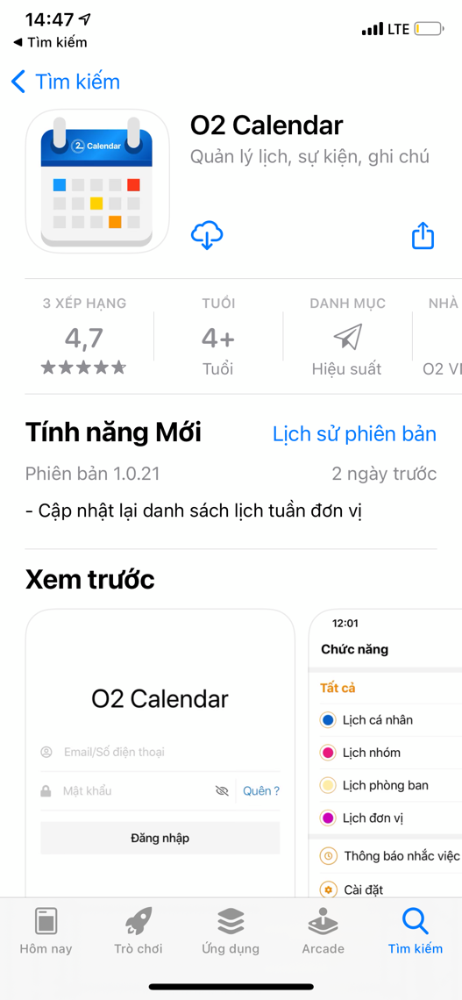 14:47
LTE
◀ Tìm kiếm
Tìm kiếm
2 Calendar
O2 Calendar
Quản lý lịch, sự kiện, ghi chú
3 XẾP HẠNG
TUỔI
DANH MỤC
NHÀ
4,7
4+
Tuổi
Hiệu suất
O2 VN
Tính năng Mới
Lịch sử phiên bản
Phiên bản 1.0.21
2 ngày trước
- Cập nhật lại danh sách lịch tuần đơn vị
Xem trước
O2 Calendar
Email/Số điện thoại
Mật khẩu
Quên ?
Đăng nhập
12:01
Chức năng
Tất cả
Lịch cá nhân
Lịch nhóm
Lịch phòng ban
Lịch đơn vị
Thông báo nhắc việc
Cài đặt
Hôm nay
Trò chơi
Ứng dụng
Arcade
Tìm kiếm